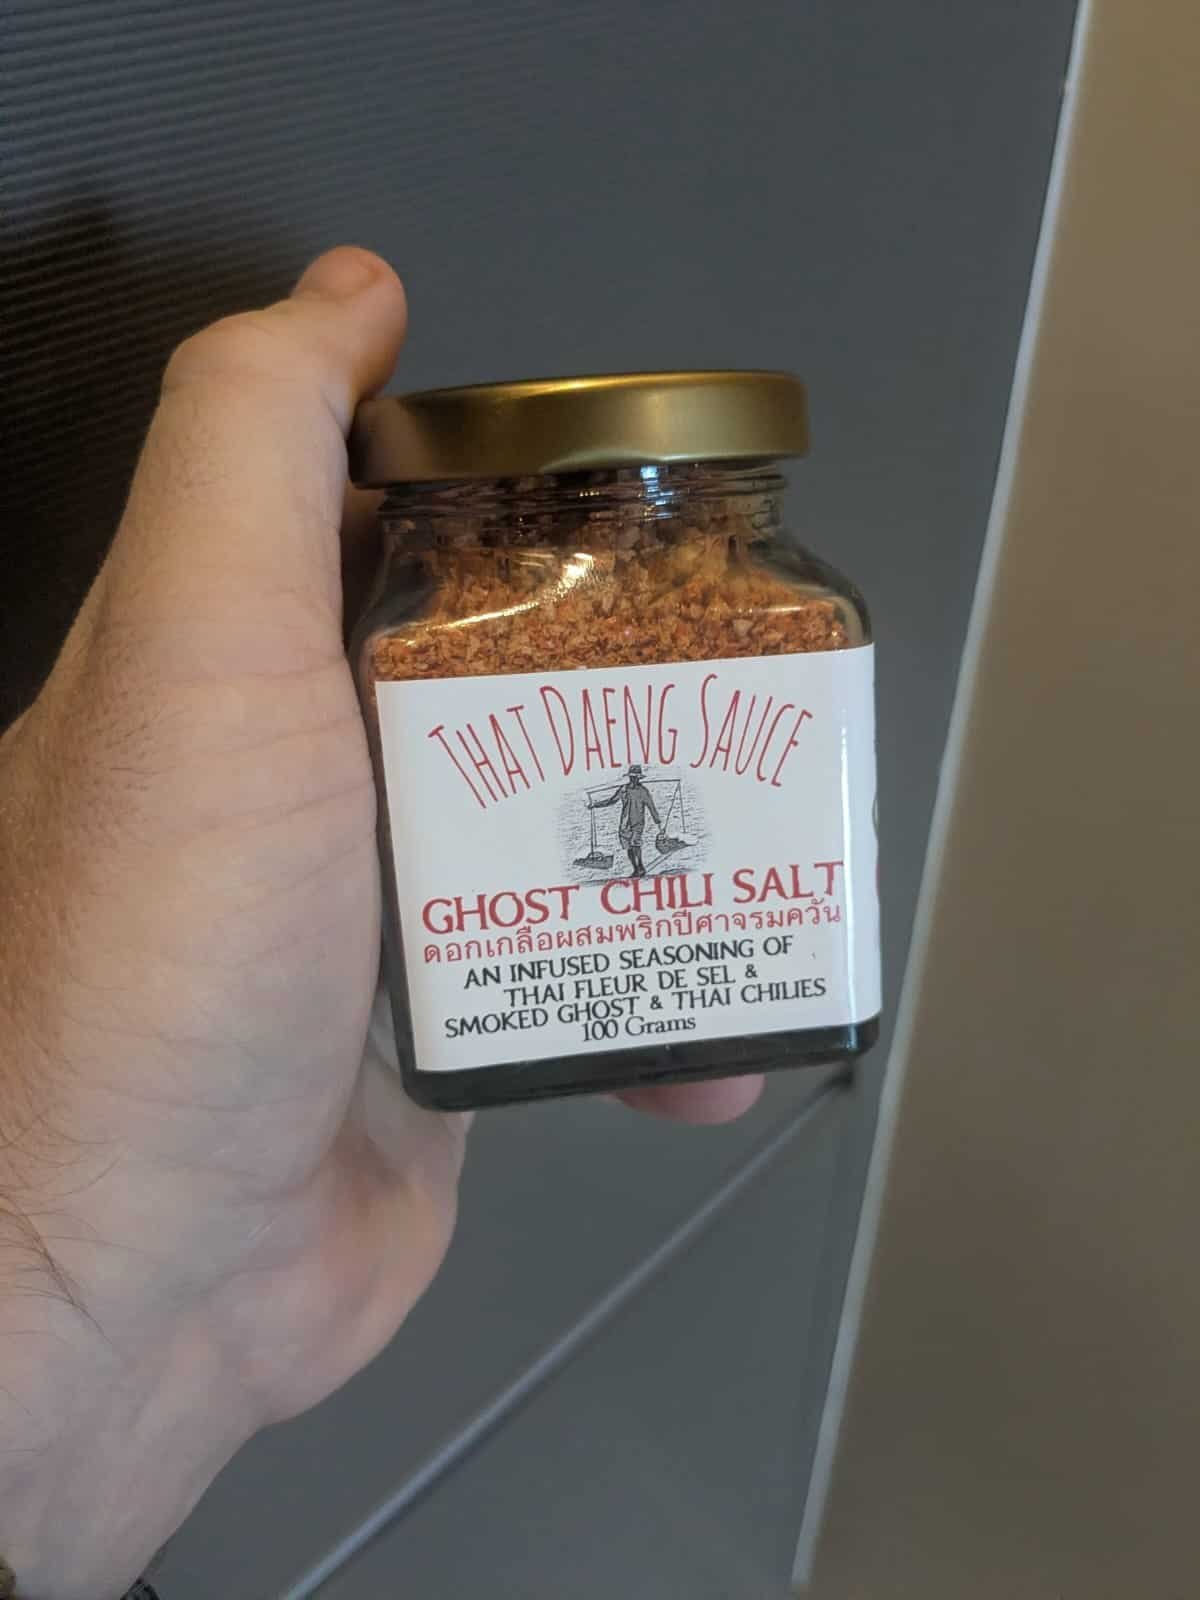 THAT DAENG SAUCE
GHOST CHILI SALT
ดอกเกลือผสมพริกปีศาจรมควัน
AN INFUSED SEASONING OF
THAI FLEUR DE SEL &
SMOKED GHOST & THAI CHILIES
100 Grams